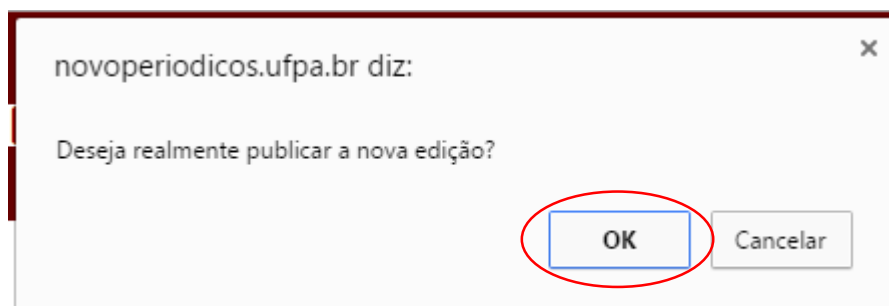 novoperiodicos.ufpa.br diz:
Deseja realmente publicar a nova edição?
OK Cancelar